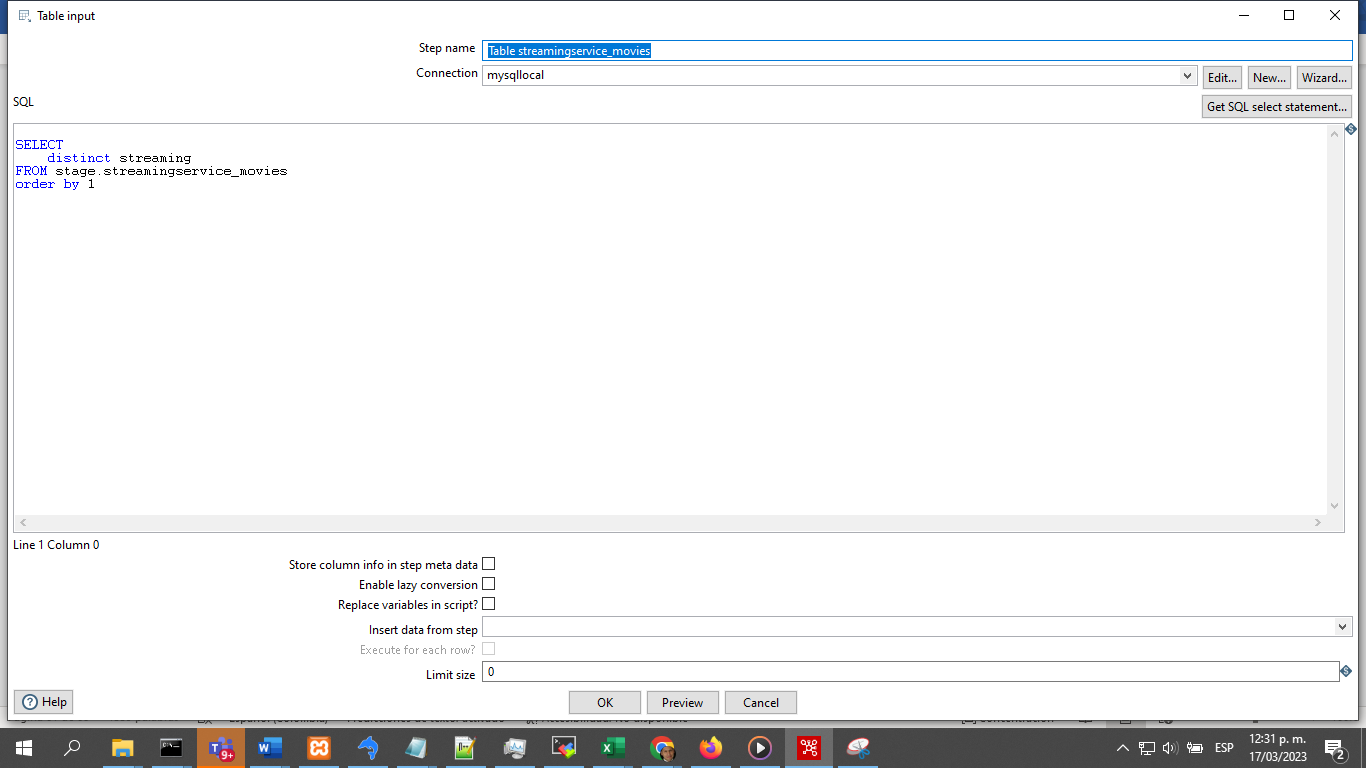 Table input
Step name
Table streamingservice_movies
Connection
mysqllocal
Edit...
New...
Wizard...
SQL
Get SQL select statement...
SELECT
distinct streaming
FROM stage.streamingservice_movies
order by 1
Line 1 Column 0
Store column info in step meta data
Enable lazy conversion
Replace variables in script?
Insert data from step
Execute for each row?
Limit size
0
Help
OK
Preview
Cancel
9+
ESP
12:31 p. m.
17/03/2023
2